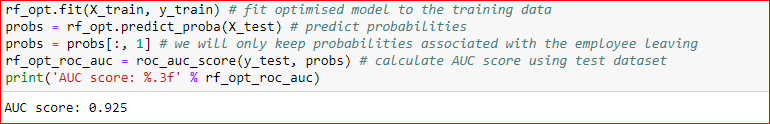 rf_opt.fit(X_train, y_train) # fit optimised model to the training data
probs = rf_opt.predict_proba(X_test) # predict probabilities
probs = probs[:, 1] # we will only keep probabilities associated with the employee leaving
rf_opt_roc_auc = roc_auc_score(y_test, probs) # calculate AUC score using test dataset
print('AUC score: %.3f' % rf_opt_roc_auc)
AUC score: 0.925